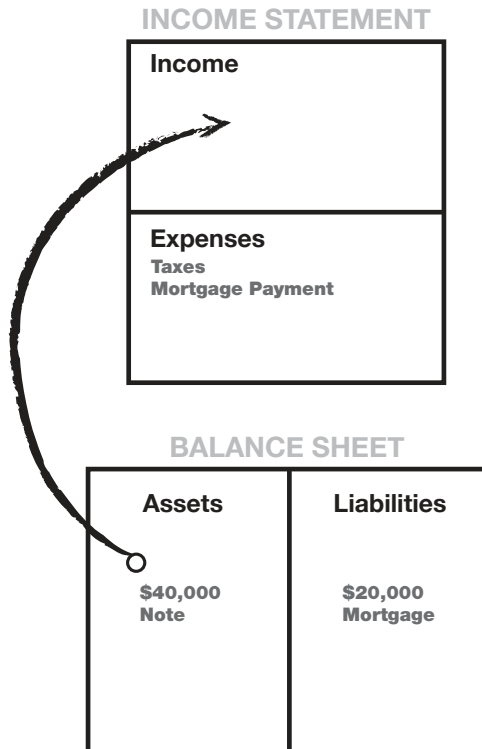 INCOME STATEMENT
Income
Expenses
Taxes
Mortgage Payment
BALANCE SHEET
Assets
Liabilities
$40,000
Note
$20,000
Mortgage